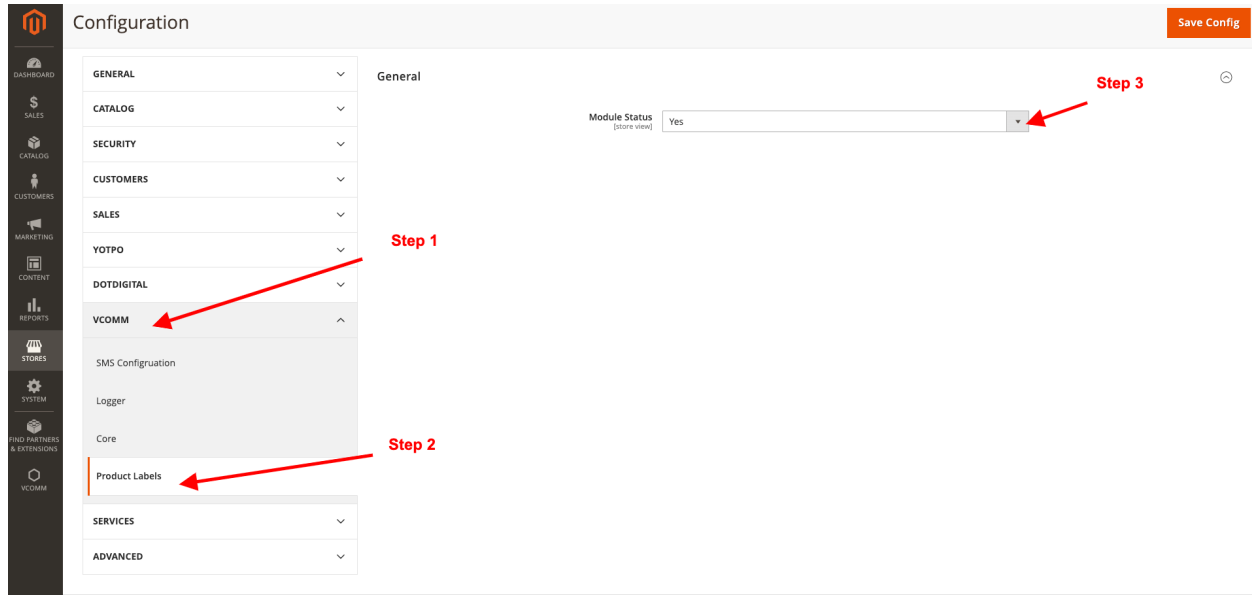 Configuration
Save Config
DASHBOARD
$
SALES
CATALOG
CUSTOMERS
MARKETING
CONTENT
REPORTS
STORES
SYSTEM
FIND PARTNERS
& EXTENSIONS
VCOMM
GENERAL
CATALOG
SECURITY
CUSTOMERS
SALES
YOTPO
DOTDIGITAL
VCOMM
SMS Configruation
Logger
Core
Product Labels
SERVICES
ADVANCED
General
Module Status
[store view]
Yes
Step 1
Step 2
Step 3